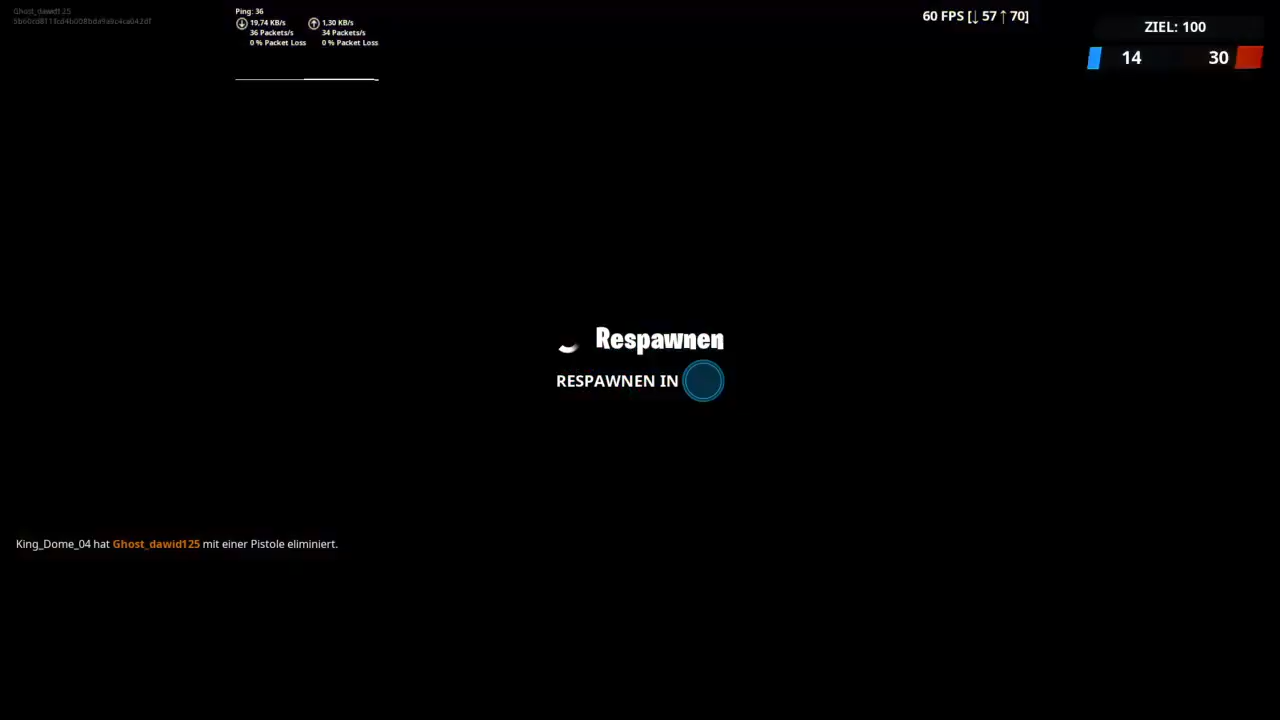 Ghost_dawid125
Ping: 36
19,74 KB/s
1,30 KB/s
36 Packets/s
34 Packets/s
0 % Packet Loss
0 % Packet Loss
60 FPS [↓ 57 ↑ 70]
ZIEL: 100
14
30
Respawnen
RESPAWNEN IN
King_Dome_04 hat Ghost_dawid125 mit einer Pistole eliminiert.